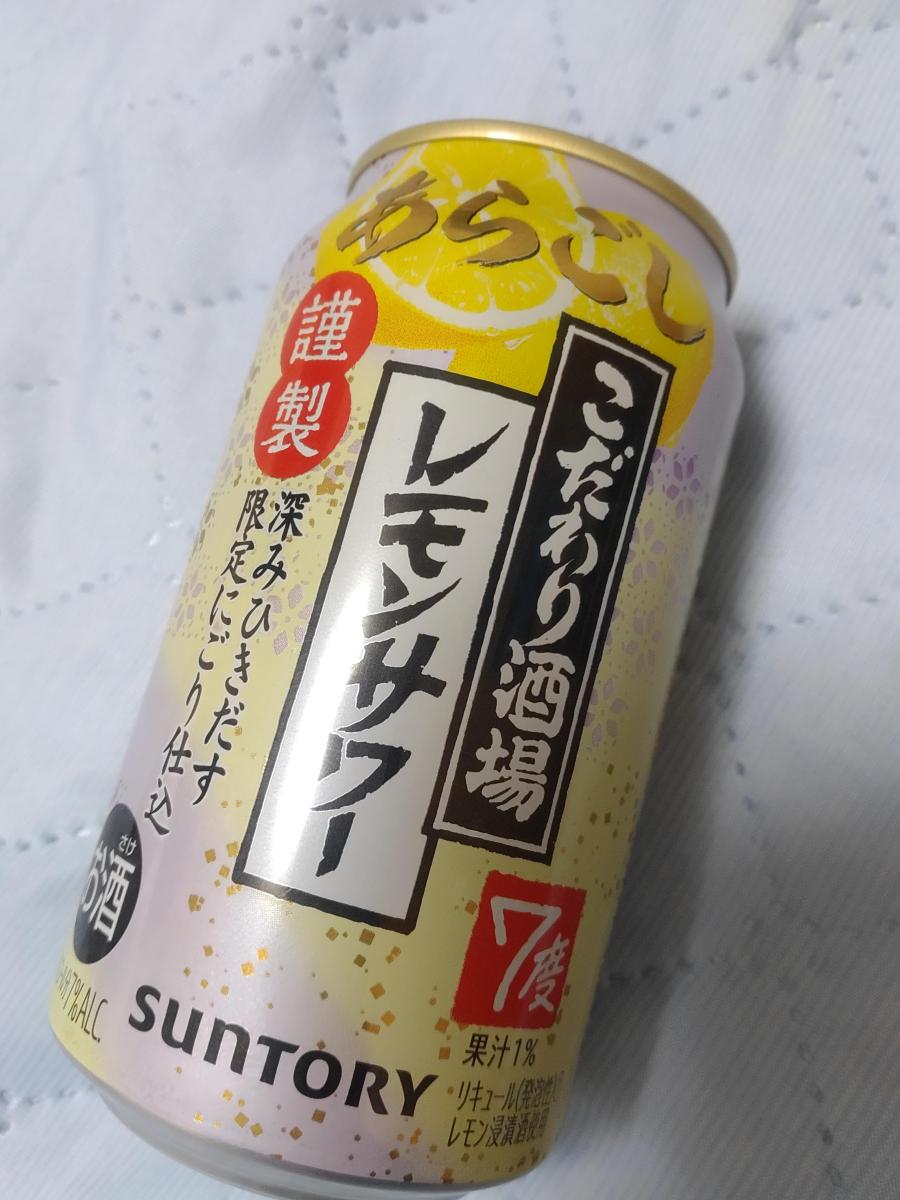 あらごし
謹製
こだわり酒場
レモンサワー
深みひきだす
限定にごり仕込
さけ
お酒
7%ALC.
SUNTORY
7度
果汁1%
リキュール(発泡性)
レモン浸漬酒使用